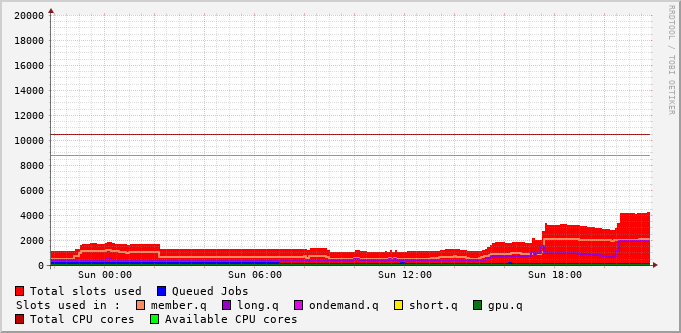 20000
18000
16000
14000
12000
10000
8000
6000
4000
2000
0
Sun 00:00 Sun 06:00 Sun 12:00 Sun 18:00
Total slots used Queued Jobs
Slots used in : member.q long.q ondemand.q short.q gpu.q
Total CPU cores Available CPU cores
RRDTOOL / TOBI OETIKER